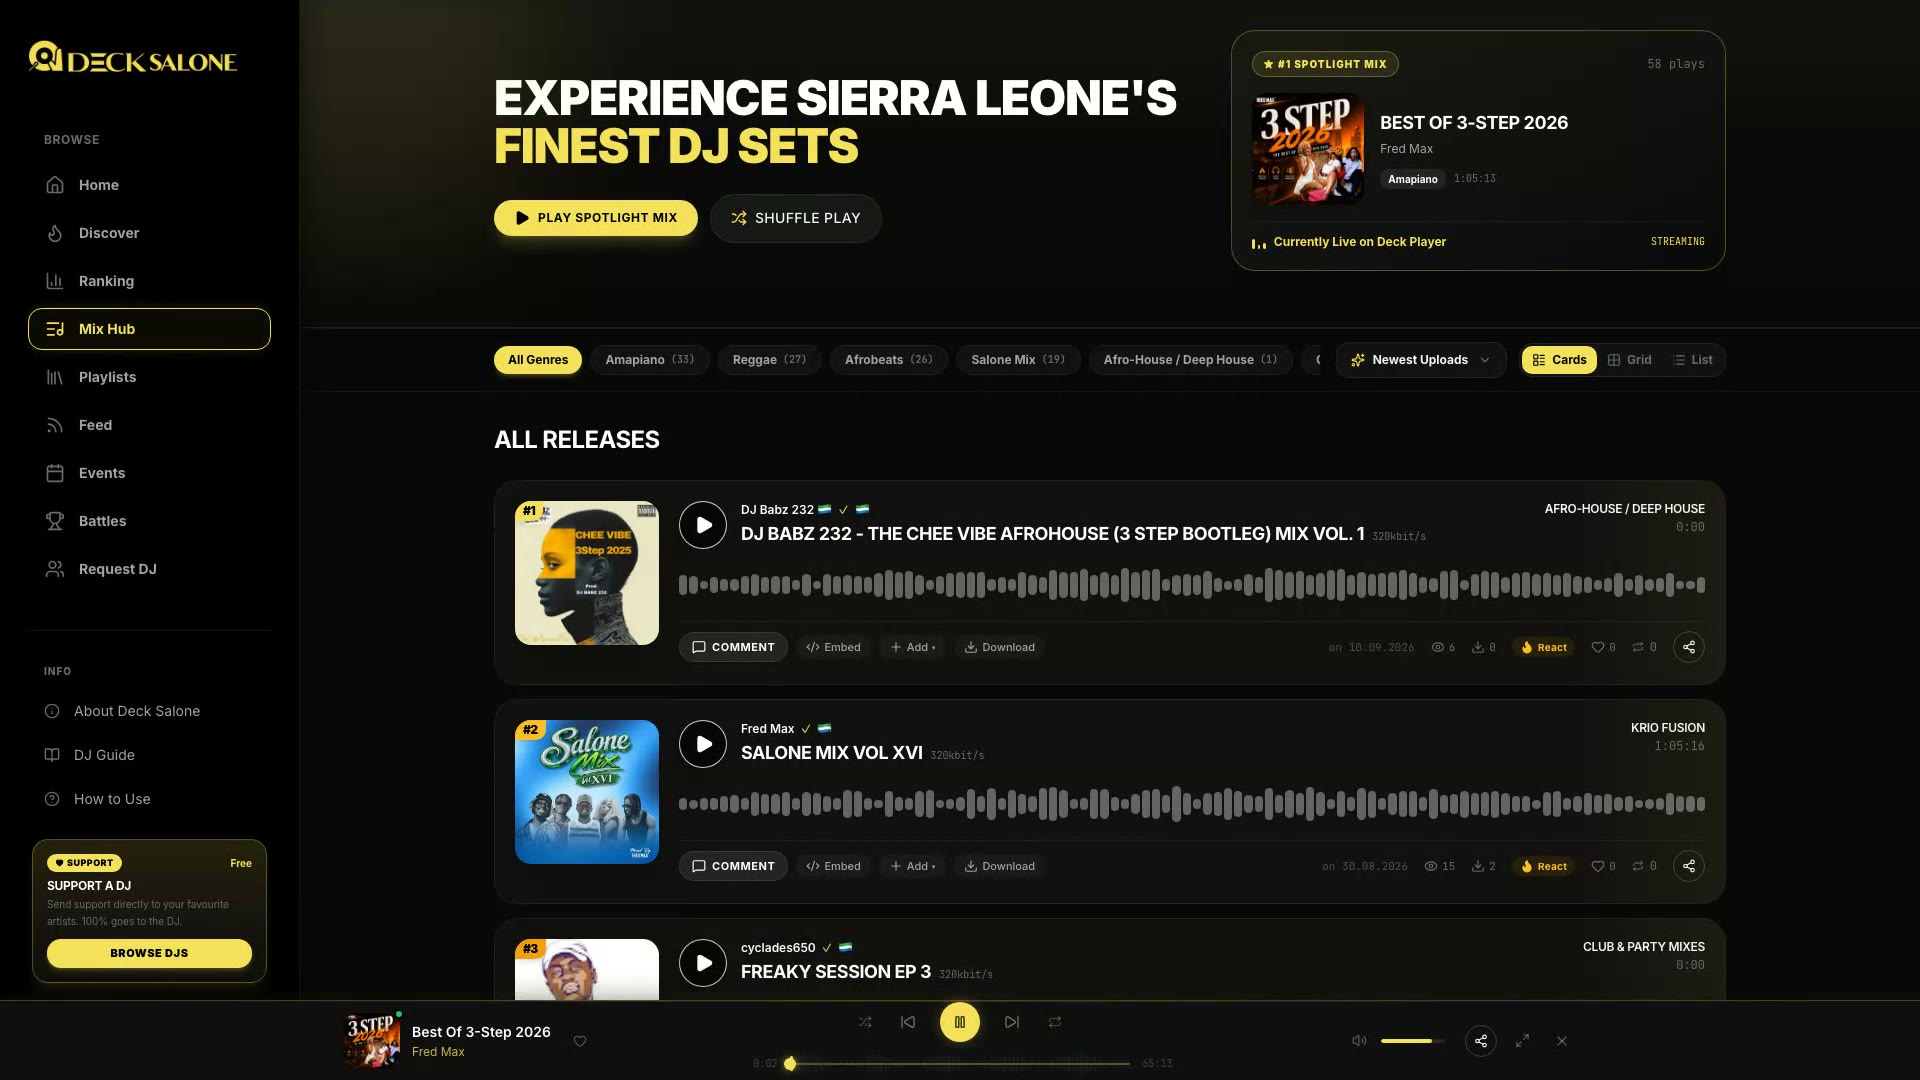 DECK SALONE
BROWSE
Home
Discover
Ranking
Mix Hub
Playlists
Feed
Events
Battles
Request DJ
INFO
About Deck Salone
DJ Guide
How to Use
SUPPORT
Free
SUPPORT A DJ
Send support directly to your favourite
artists. 100% goes to the DJ.
BROWSE DJS
EXPERIENCE SIERRA LEONE'S
FINEST DJ SETS
PLAY SPOTLIGHT MIX
SHUFFLE PLAY
#1 SPOTLIGHT MIX
58 plays
3 STEP
2026
BEST OF 3-STEP 2026
Fred Max
Amapiano
1:05:13
Currently Live on Deck Player
STREAMING
All Genres
Amapiano (33)
Reggae (27)
Afrobeats (26)
Salone Mix (19)
Afro-House / Deep House (1)
Newest Uploads
Cards
Grid
List
ALL RELEASES
#1
CHEE VIBE
3Step 2025
Prod.
DJ BABZ 232
DJ Babz 232
AFRO-HOUSE / DEEP HOUSE
DJ BABZ 232 - THE CHEE VIBE AFROHOUSE (3 STEP BOOTLEG) MIX VOL. 1 320kbit/s
0:00
COMMENT
Embed
Add
Download
on 10.09.2026
6
0
React
0
0
#2
Salone
Mix
Vol XVI
Fred Max
KRIO FUSION
SALONE MIX VOL XVI 320kbit/s
1:05:16
COMMENT
Embed
Add
Download
on 30.08.2026
15
2
React
0
0
#3
cyclades650
CLUB & PARTY MIXES
FREAKY SESSION EP 3 320kbit/s
0:00
3 STEP
2026
Best Of 3-Step 2026
Fred Max
0:02
65:13